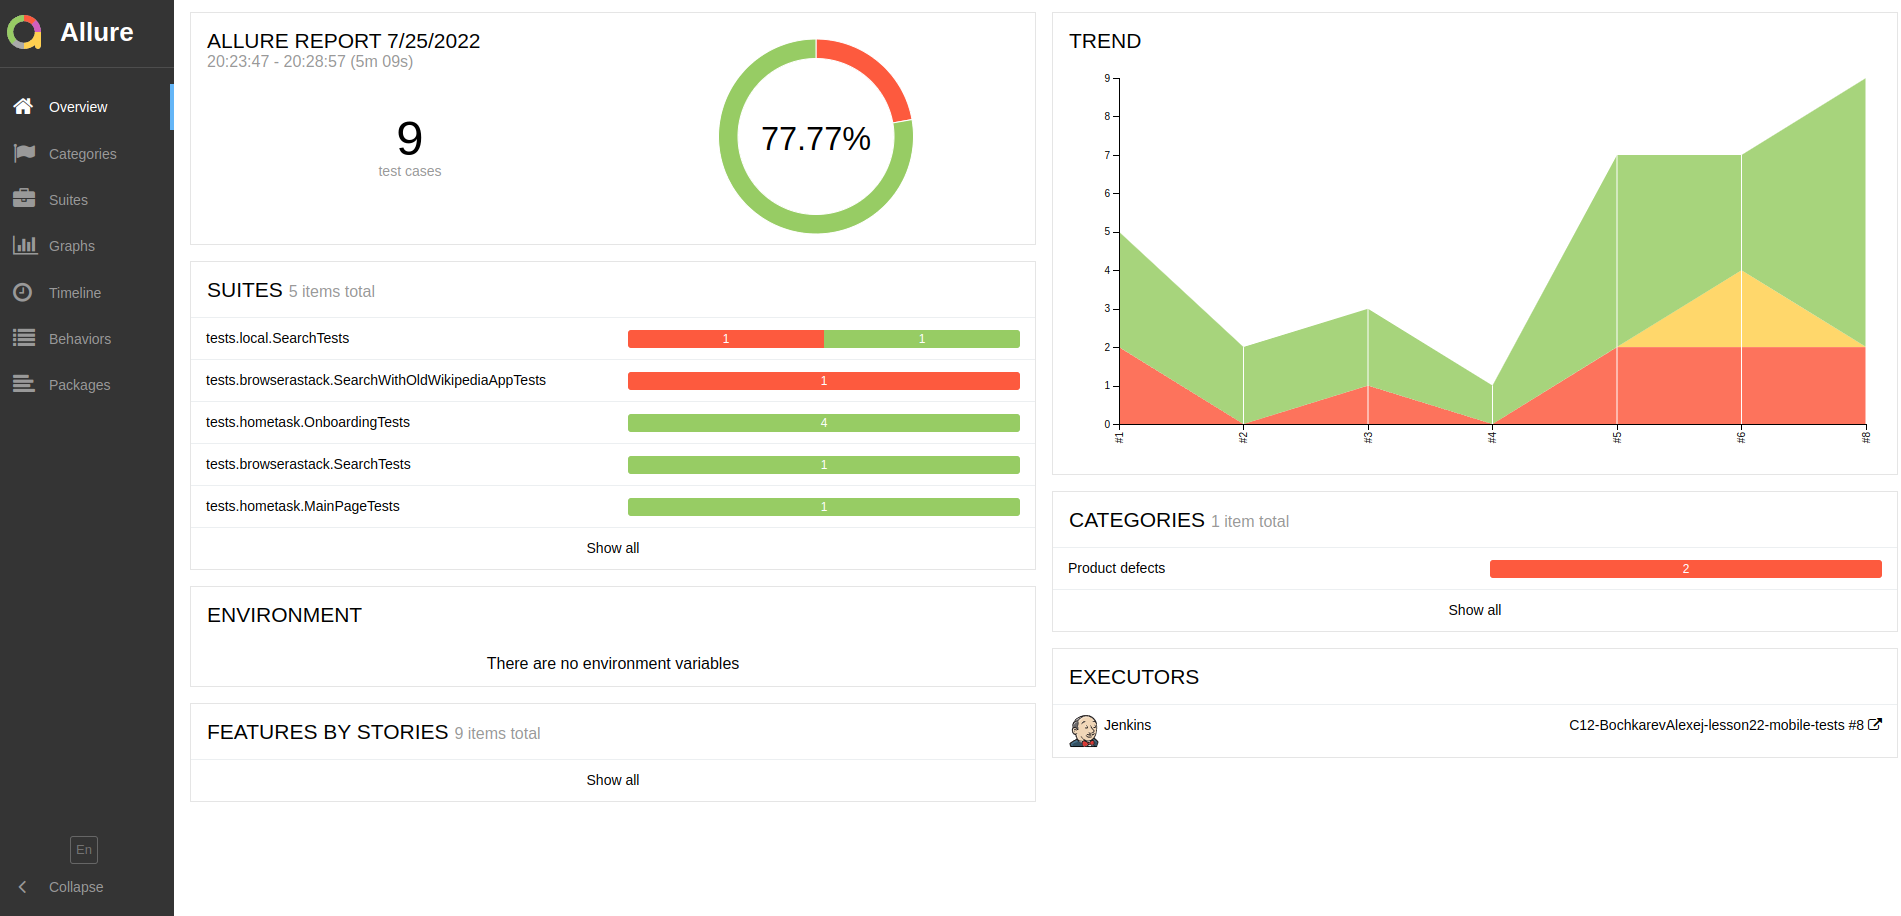 Allure
Overview
Categories
Suites
Graphs
Timeline
Behaviors
Packages
En
Collapse
ALLURE REPORT 7/25/2022
20:23:47 - 20:28:57 (5m 09s)
9
test cases
77.77%
SUITES 5 items total
tests.local.SearchTests 1 1
tests.browserastack.SearchWithOldWikipediaAppTests 1
tests.hometask.OnboardingTests 4
tests.browserastack.SearchTests 1
tests.hometask.MainPageTests 1
Show all
ENVIRONMENT
There are no environment variables
FEATURES BY STORIES 9 items total
Show all
TREND
9
8
7
6
5
4
3
2
1
0
#1 #2 #3 #4 #5 #6 #8
CATEGORIES 1 item total
Product defects 2
Show all
EXECUTORS
Jenkins C12-BochkarevAlexej-lesson22-mobile-tests #8